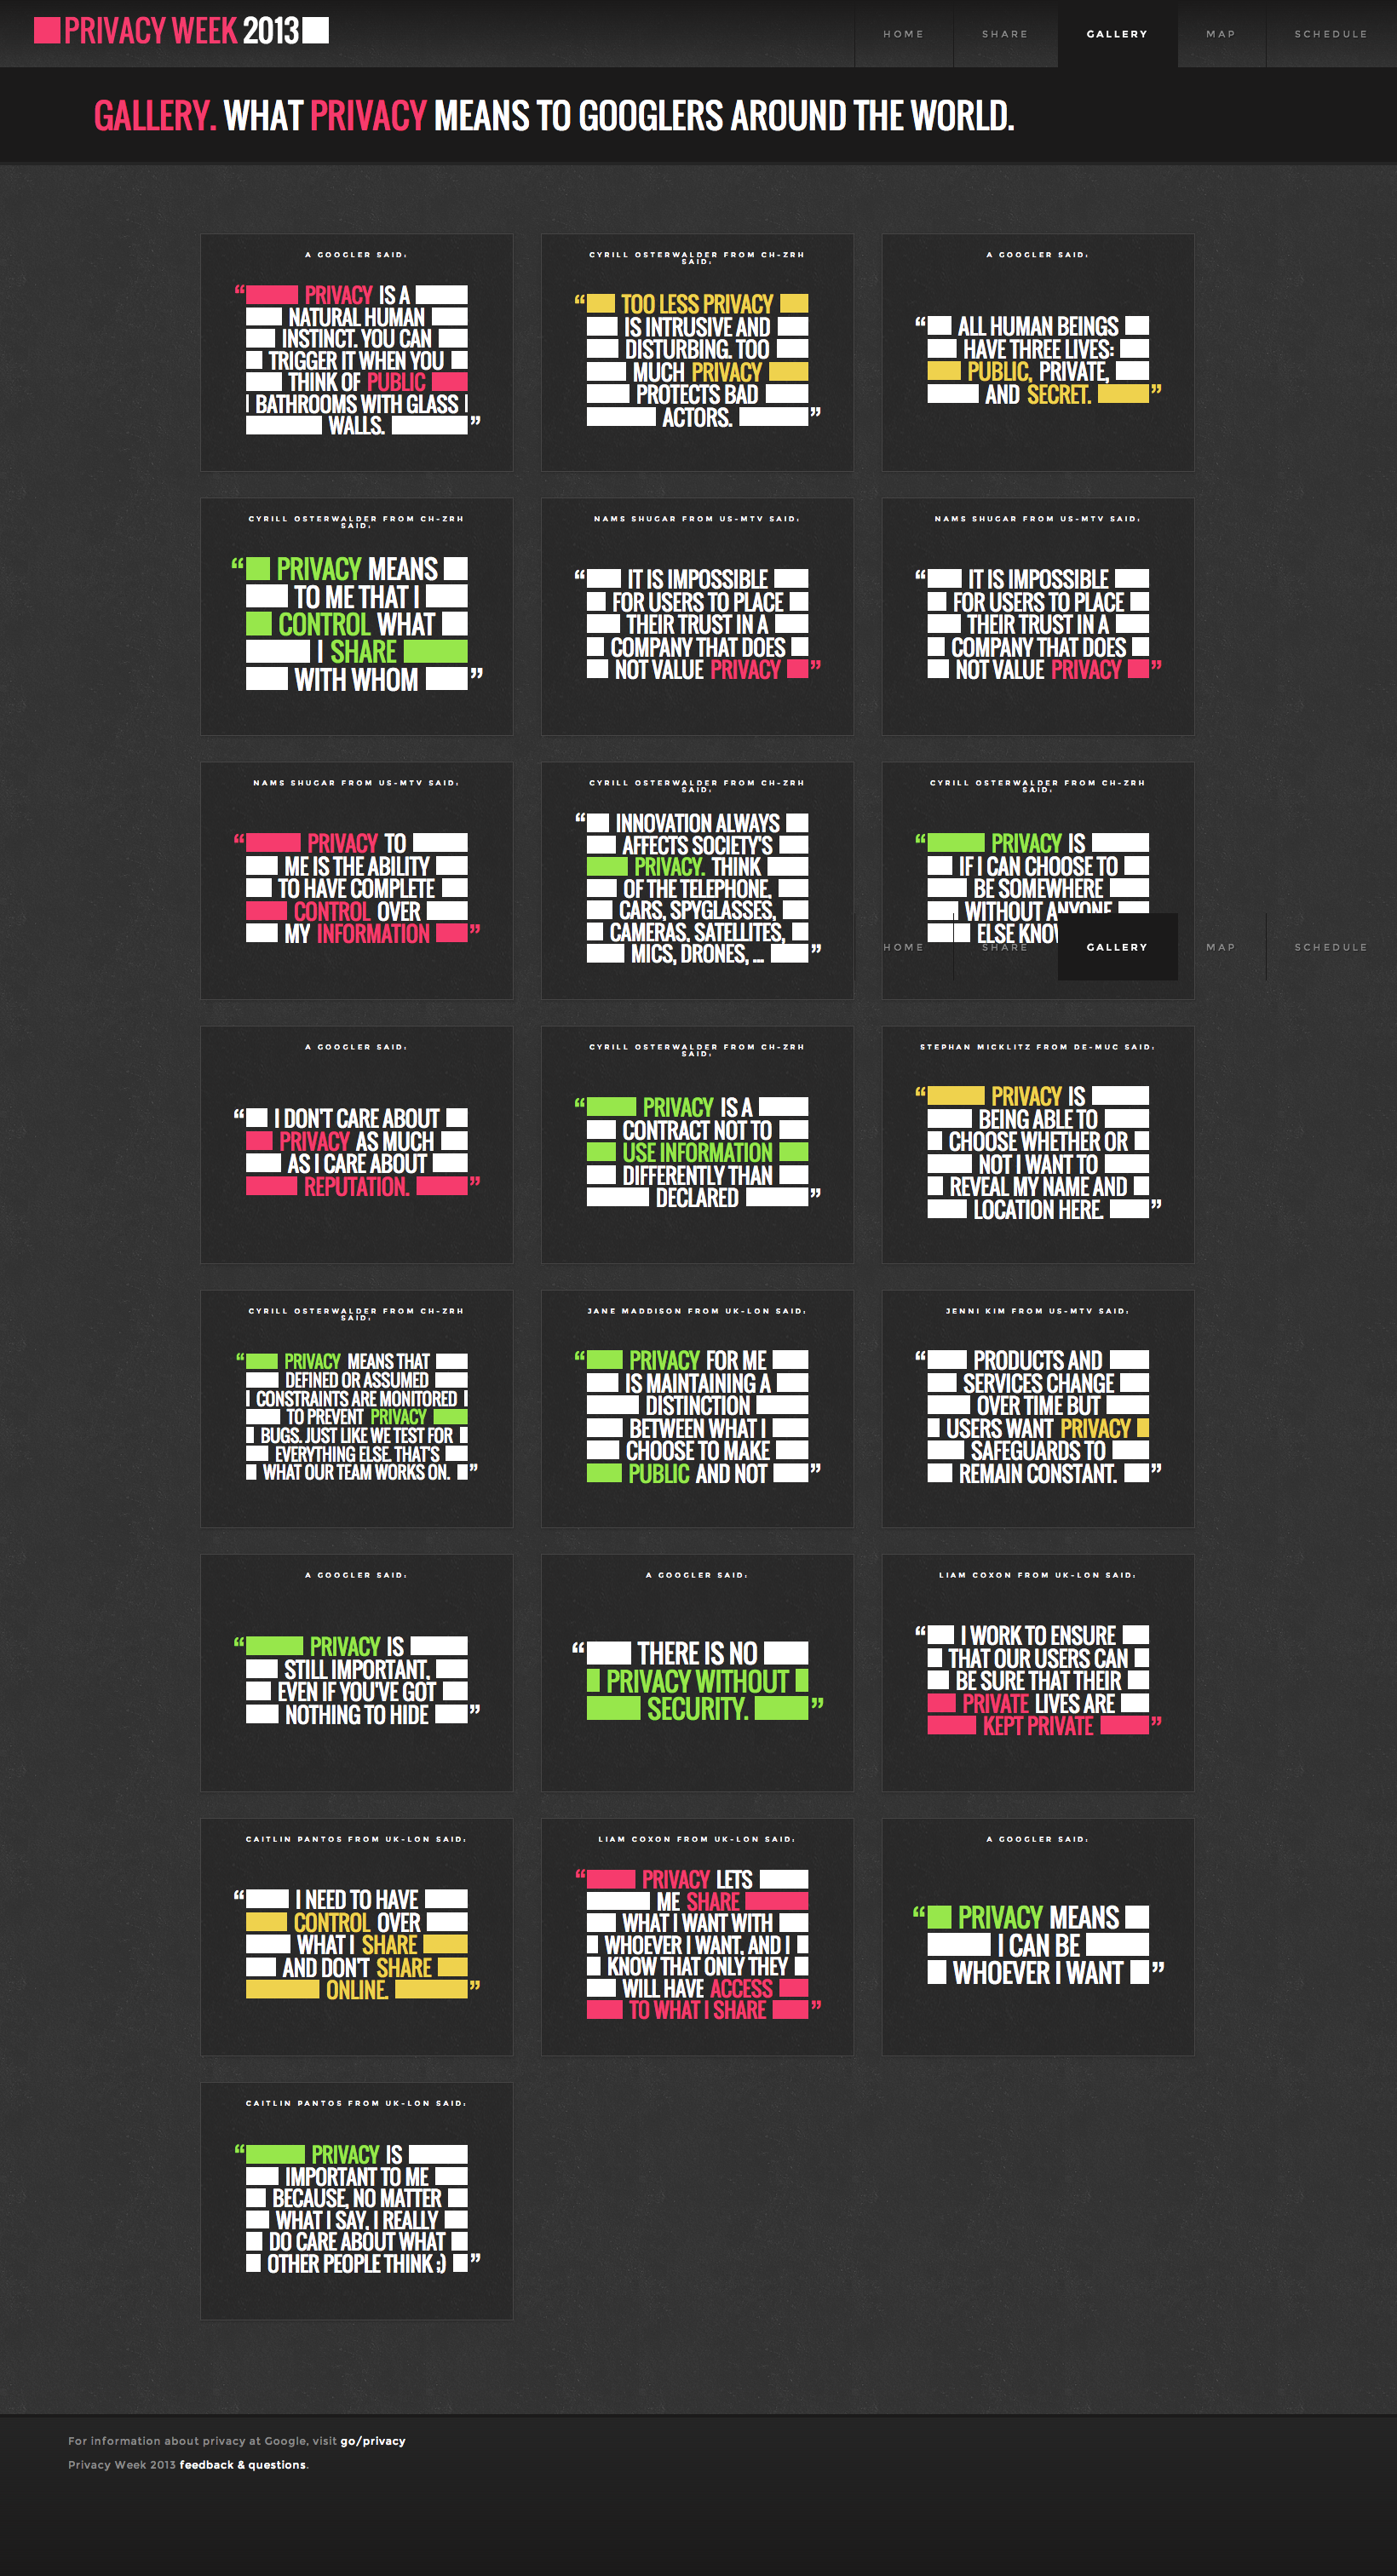 PRIVACY WEEK 2013
HOME
SHARE
GALLERY
MAP
SCHEDULE
GALLERY. WHAT PRIVACY MEANS TO GOOGLERS AROUND THE WORLD.
A GOOGLER SAID:
“ PRIVACY IS A
NATURAL HUMAN
INSTINCT. YOU CAN
TRIGGER IT WHEN YOU
THINK OF PUBLIC
BATHROOMS WITH GLASS
WALLS. ”
CYRILL OSTERWALDER FROM CH-ZRH
SAID:
“ TOO LESS PRIVACY
IS INTRUSIVE AND
DISTURBING. TOO
MUCH PRIVACY
PROTECTS BAD
ACTORS. ”
A GOOGLER SAID:
“ ALL HUMAN BEINGS
HAVE THREE LIVES:
PUBLIC, PRIVATE,
AND SECRET. ”
CYRILL OSTERWALDER FROM CH-ZRH
SAID:
“ PRIVACY MEANS
TO ME THAT I
CONTROL WHAT
I SHARE
WITH WHOM ”
NAMS SHUGAR FROM US-MTV SAID:
“ IT IS IMPOSSIBLE
FOR USERS TO PLACE
THEIR TRUST IN A
COMPANY THAT DOES
NOT VALUE PRIVACY ”
NAMS SHUGAR FROM US-MTV SAID:
“ IT IS IMPOSSIBLE
FOR USERS TO PLACE
THEIR TRUST IN A
COMPANY THAT DOES
NOT VALUE PRIVACY ”
NAMS SHUGAR FROM US-MTV SAID:
“ PRIVACY TO
ME IS THE ABILITY
TO HAVE COMPLETE
CONTROL OVER
MY INFORMATION ”
CYRILL OSTERWALDER FROM CH-ZRH
SAID:
“ INNOVATION ALWAYS
AFFECTS SOCIETY'S
PRIVACY. THINK
OF THE TELEPHONE,
CARS, SPYGLASSES,
CAMERAS, SATELLITES,
MICS, DRONES, ... ”
CYRILL OSTERWALDER FROM CH-ZRH
SAID:
“ PRIVACY IS
IF I CAN CHOOSE TO
BE SOMEWHERE
WITHOUT ANYONE
ELSE
HOME
SHARE
GALLERY
MAP
SCHEDULE
A GOOGLER SAID:
“ I DON'T CARE ABOUT
PRIVACY AS MUCH
AS I CARE ABOUT
REPUTATION. ”
CYRILL OSTERWALDER FROM CH-ZRH
SAID:
“ PRIVACY IS A
CONTRACT NOT TO
USE INFORMATION
DIFFERENTLY THAN
DECLARED ”
STEPHAN MICKLITZ FROM DE-MUC SAID:
“ PRIVACY IS
BEING ABLE TO
CHOOSE WHETHER OR
NOT I WANT TO
REVEAL MY NAME AND
LOCATION HERE. ”
CYRILL OSTERWALDER FROM CH-ZRH
SAID:
“ PRIVACY MEANS THAT
DEFINED OR ASSUMED
CONSTRAINTS ARE MONITORED
TO PREVENT PRIVACY
BUGS. JUST LIKE WE TEST FOR
EVERYTHING ELSE. THAT'S
WHAT OUR TEAM WORKS ON. ”
JANE MADDISON FROM UK-LON SAID:
“ PRIVACY FOR ME
IS MAINTAINING A
DISTINCTION
BETWEEN WHAT I
CHOOSE TO MAKE
PUBLIC AND NOT ”
JENNI KIM FROM US-MTV SAID:
“ PRODUCTS AND
SERVICES CHANGE
OVER TIME BUT
USERS WANT PRIVACY
SAFEGUARDS TO
REMAIN CONSTANT. ”
A GOOGLER SAID:
“ PRIVACY IS
STILL IMPORTANT,
EVEN IF YOU'VE GOT
NOTHING TO HIDE ”
A GOOGLER SAID:
“ THERE IS NO
PRIVACY WITHOUT
SECURITY. ”
LIAM COXON FROM UK-LON SAID:
“ I WORK TO ENSURE
THAT OUR USERS CAN
BE SURE THAT THEIR
PRIVATE LIVES ARE
KEPT PRIVATE ”
CAITLIN PANTOS FROM UK-LON SAID:
“ I NEED TO HAVE
CONTROL OVER
WHAT I SHARE
AND DON'T SHARE
ONLINE. ”
LIAM COXON FROM UK-LON SAID:
“ PRIVACY LETS
ME SHARE
WHAT I WANT WITH
WHOEVER I WANT, AND I
KNOW THAT ONLY THEY
WILL HAVE ACCESS
TO WHAT I SHARE ”
A GOOGLER SAID:
“ PRIVACY MEANS
I CAN BE
WHOEVER I WANT ”
CAITLIN PANTOS FROM UK-LON SAID:
“ PRIVACY IS
IMPORTANT TO ME
BECAUSE, NO MATTER
WHAT I SAY, I REALLY
DO CARE ABOUT WHAT
OTHER PEOPLE THINK ;) ”
For information about privacy at Google, visit go/privacy
Privacy Week 2013 feedback & questions.